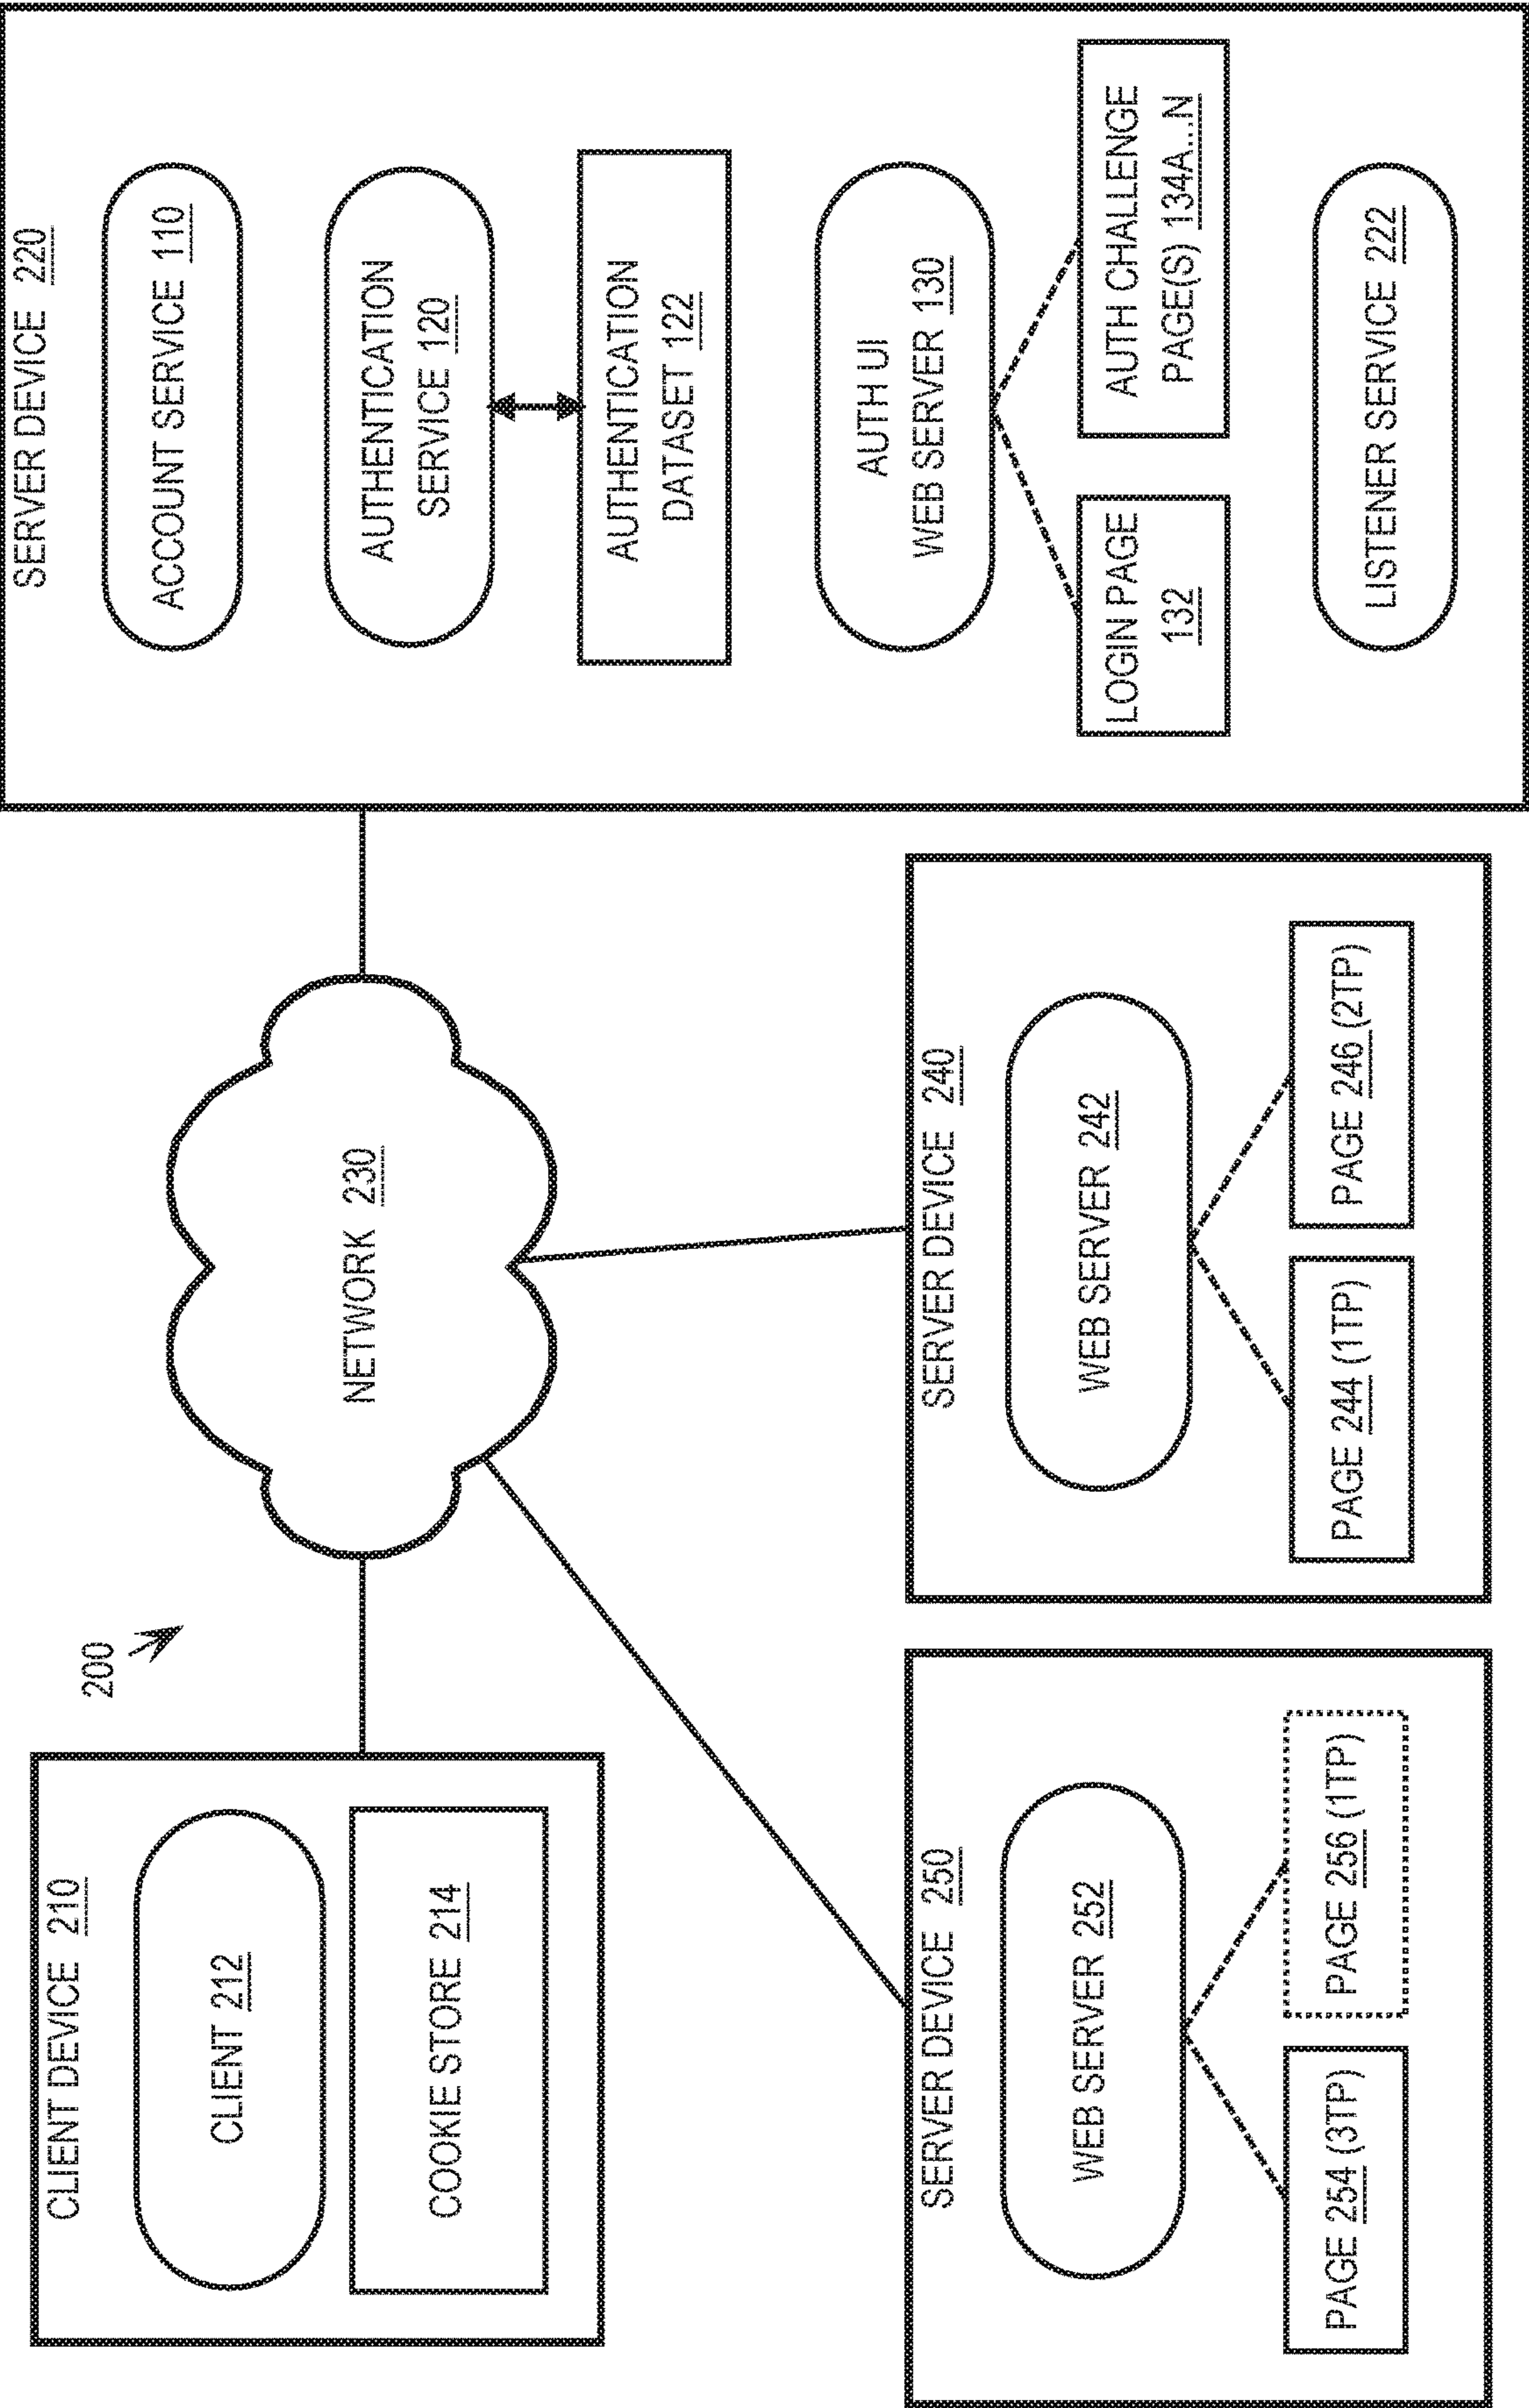 200
CLIENT DEVICE 210
CLIENT 212
COOKIE STORE 214
NETWORK 230
SERVER DEVICE 220
ACCOUNT SERVICE 110
AUTHENTICATION
SERVICE 120
AUTHENTICATION
DATASET 122
AUTH UI
WEB SERVER 130
LOGIN PAGE
132
AUTH CHALLENGE
PAGE(S) 134A...N
LISTENER SERVICE 222
SERVER DEVICE 250
WEB SERVER 252
PAGE 254 (3TP)
PAGE 256 (1TP)
SERVER DEVICE 240
WEB SERVER 242
PAGE 244 (1TP)
PAGE 246 (2TP)